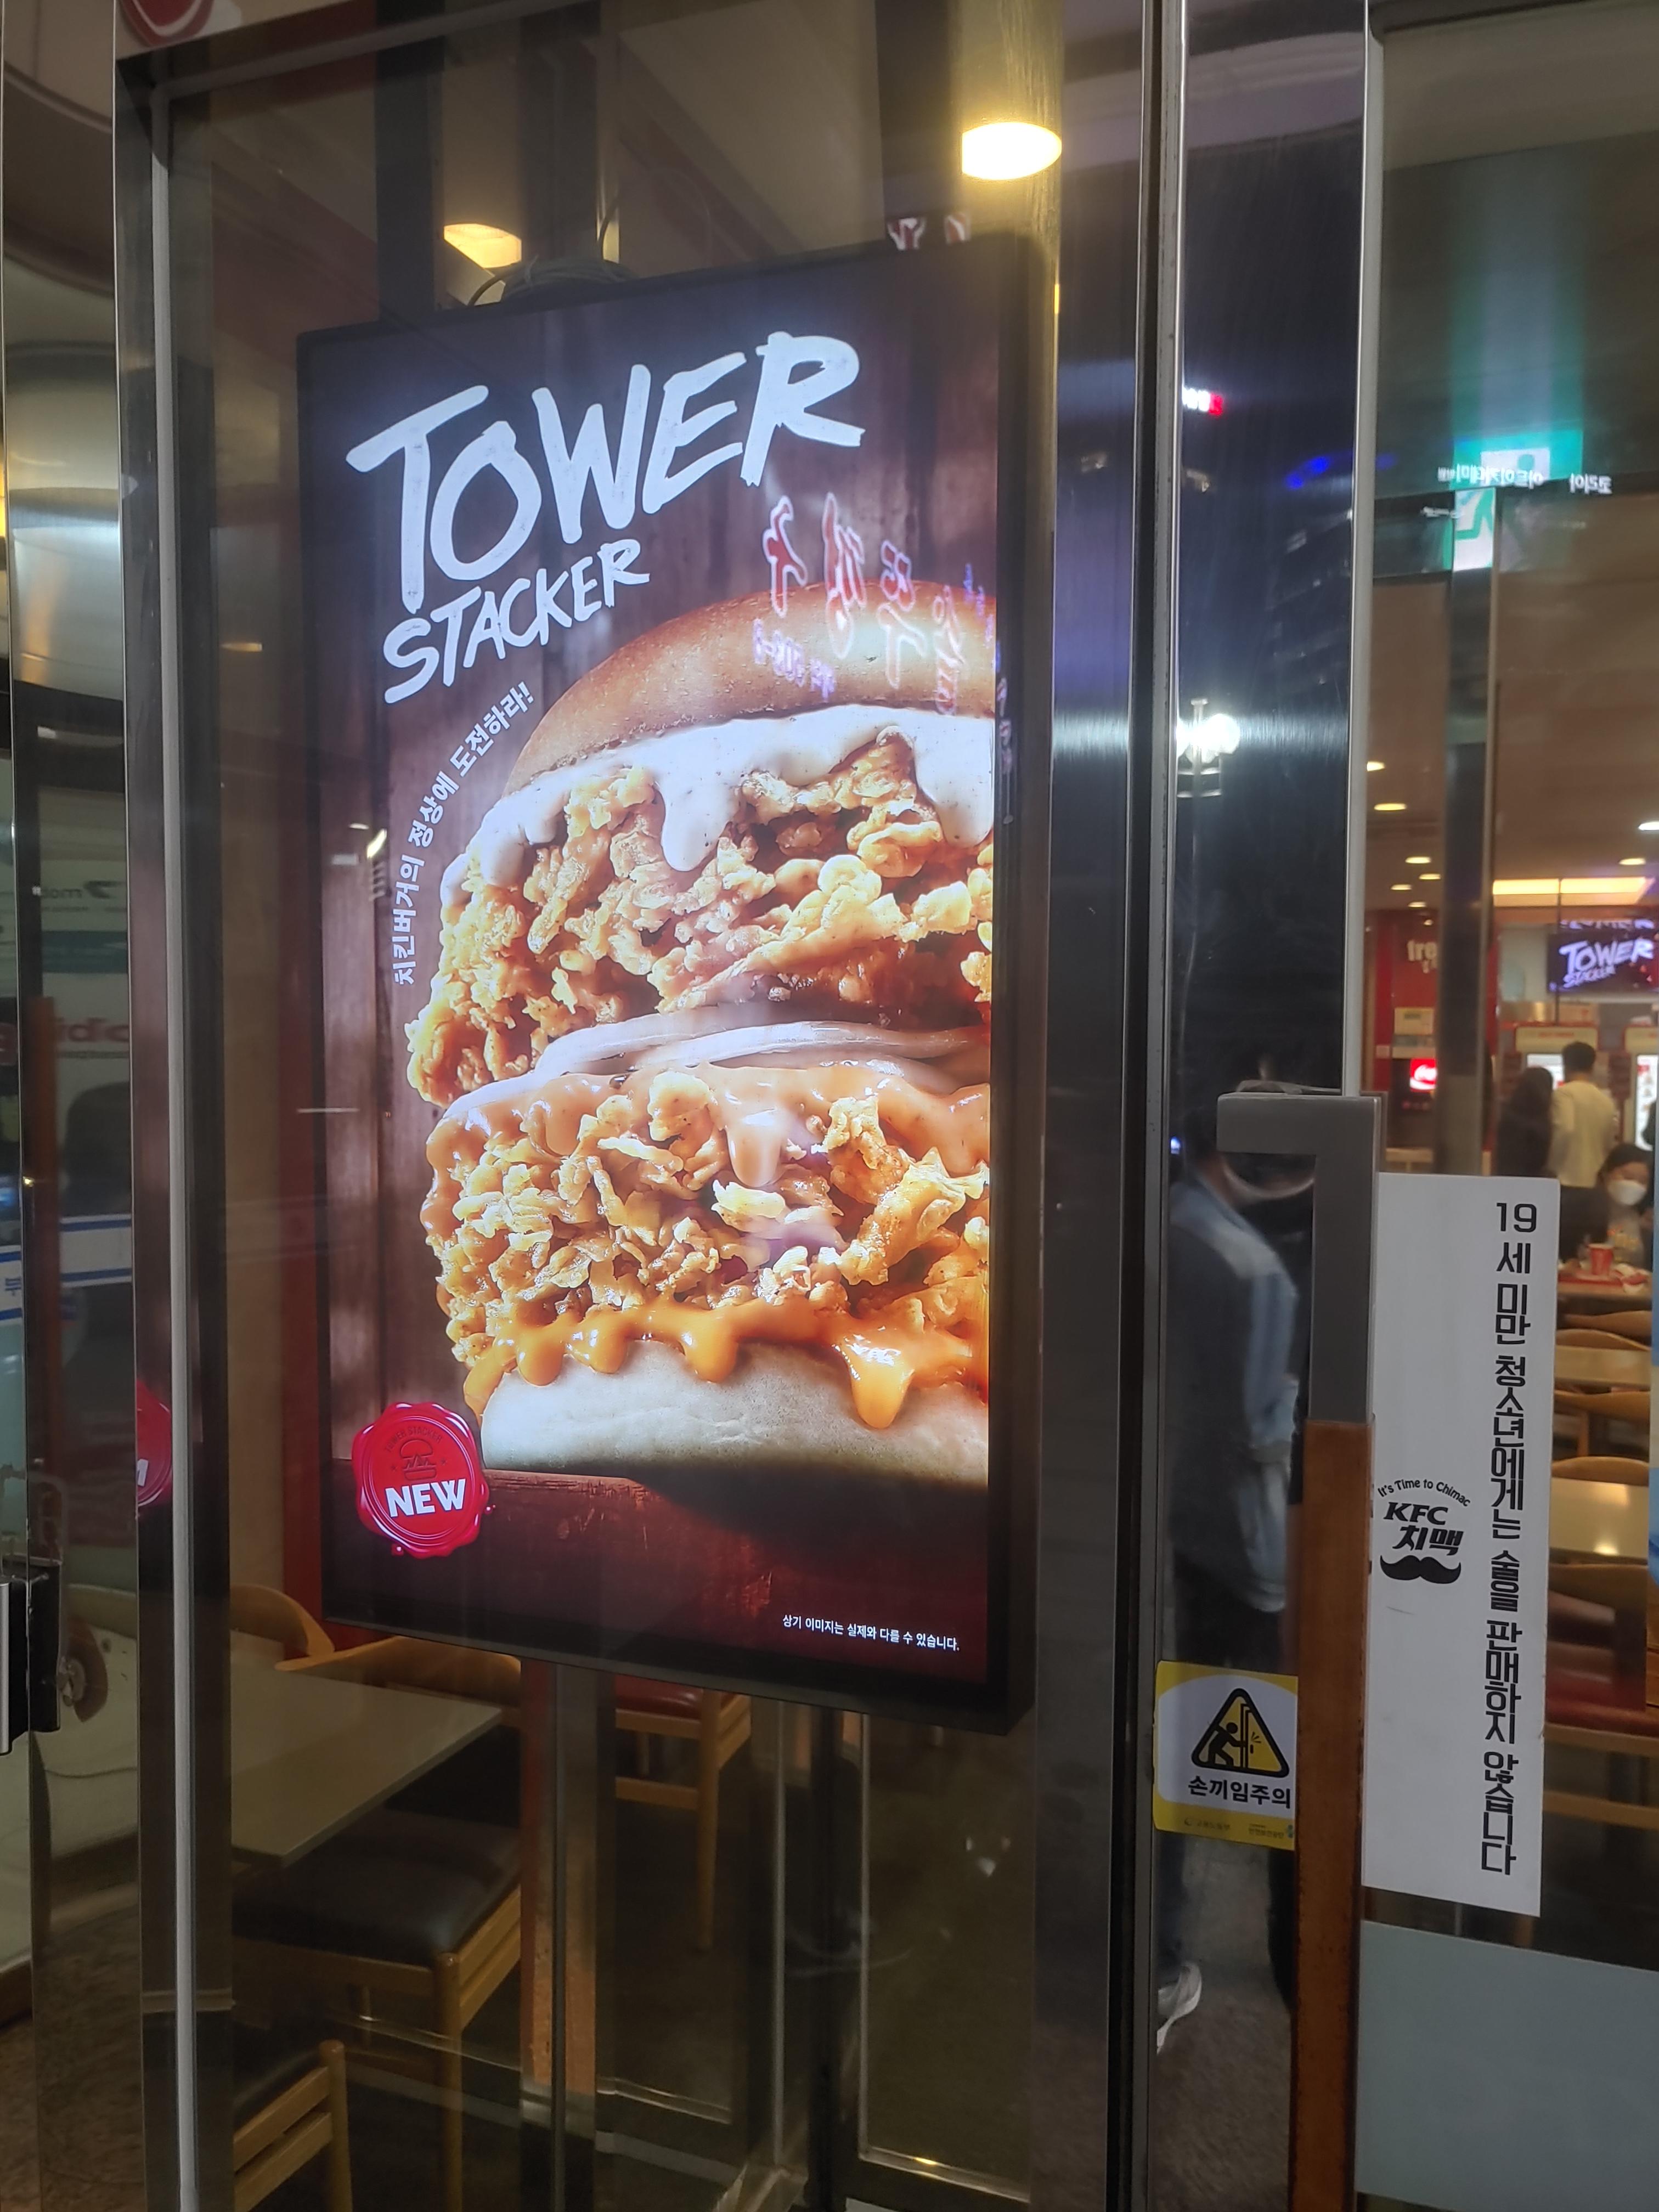 TOWER
STACKER
치킨버거의 정상에 도전하라!
NEW
상기 이미지는 실제와 다를 수 있습니다.
TOWER
STACKER
19세 미만 청소년에게는 술을 판매하지 않습니다
It's Time to Chimac
KFC
치맥
손끼임주의